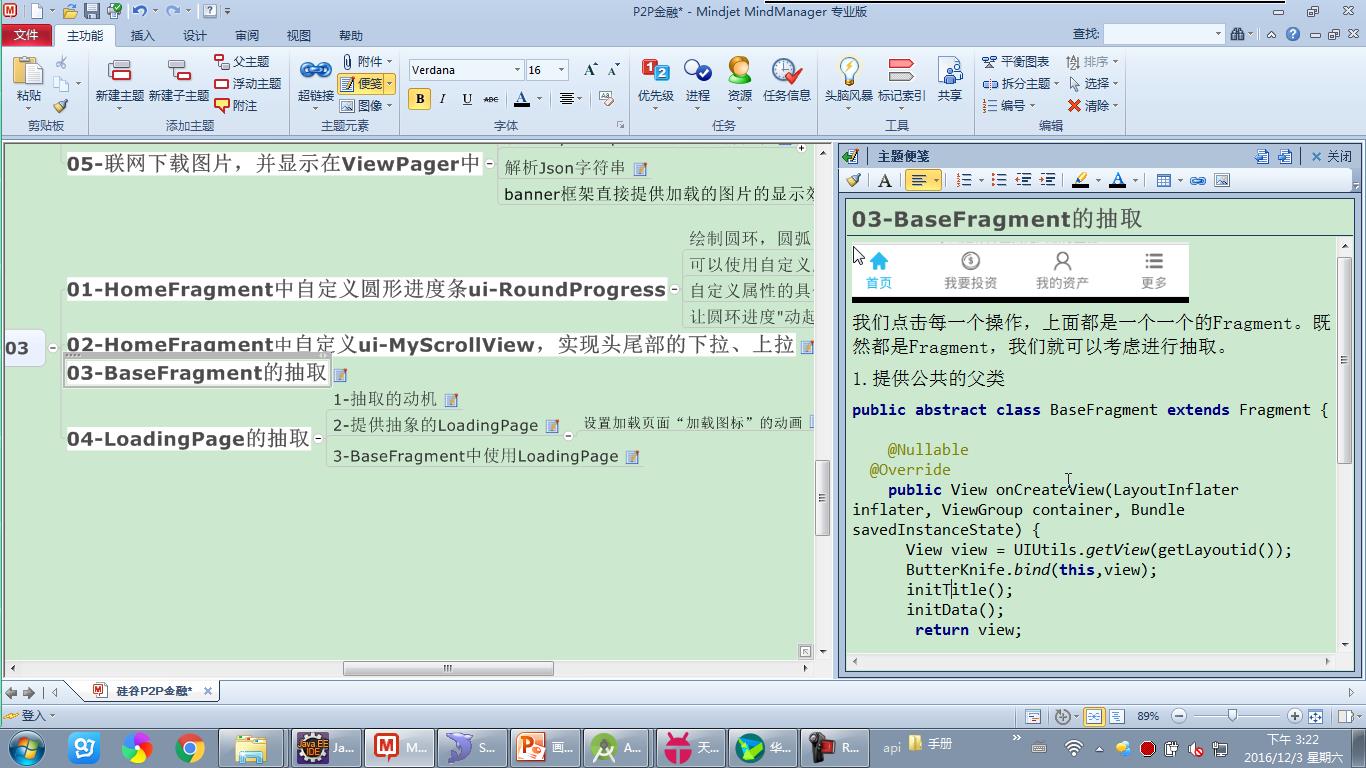 P2P金融* - Mindjet MindManager 专业版
文件 主功能 插入 设计 审阅 视图 帮助 查找:
粘贴 新建主题 新建子主题 父主题 浮动主题 附注 超链接 附件 便笺 图像
Verdana 16
B I U ABC A
优先级 进程 资源 任务信息 头脑风暴 标记索引 共享
平衡图表 排序
拆分主题 选择
编号 清除
剪贴板 添加主题 主题元素 字体 任务 工具 编辑
05-联网下载图片，并显示在ViewPager中
解析Json字符串
banner框架直接提供加载的图片的显示效
03
01-HomeFragment中自定义圆形进度条ui-RoundProgress
绘制圆环，圆弧
可以使用自定义
自定义属性的具
让圆环进度"动起
02-HomeFragment中自定义ui-MyScrollView，实现头尾部的下拉、上拉
03-BaseFragment的抽取
04-LoadingPage的抽取
1-抽取的动机
2-提供抽象的LoadingPage
设置加载页面“加载图标”的动画
3-BaseFragment中使用LoadingPage
主题便笺 关闭
03-BaseFragment的抽取
首页 我要投资 我的资产 更多
我们点击每一个操作，上面都是一个一个的Fragment。既
然都是Fragment，我们就可以考虑进行抽取。
1.提供公共的父类
public abstract class BaseFragment extends Fragment {
@Nullable
@Override
public View onCreateView(LayoutInflater
inflater, ViewGroup container, Bundle
savedInstanceState) {
View view = UIUtils.getView(getLayoutid());
ButterKnife.bind(this,view);
initTitle();
initData();
return view;
硅谷P2P金融*
登入 89%
Ja... M... S... 画... A... 天... 华... R... api 手册
下午 3:22
2016/12/3 星期六